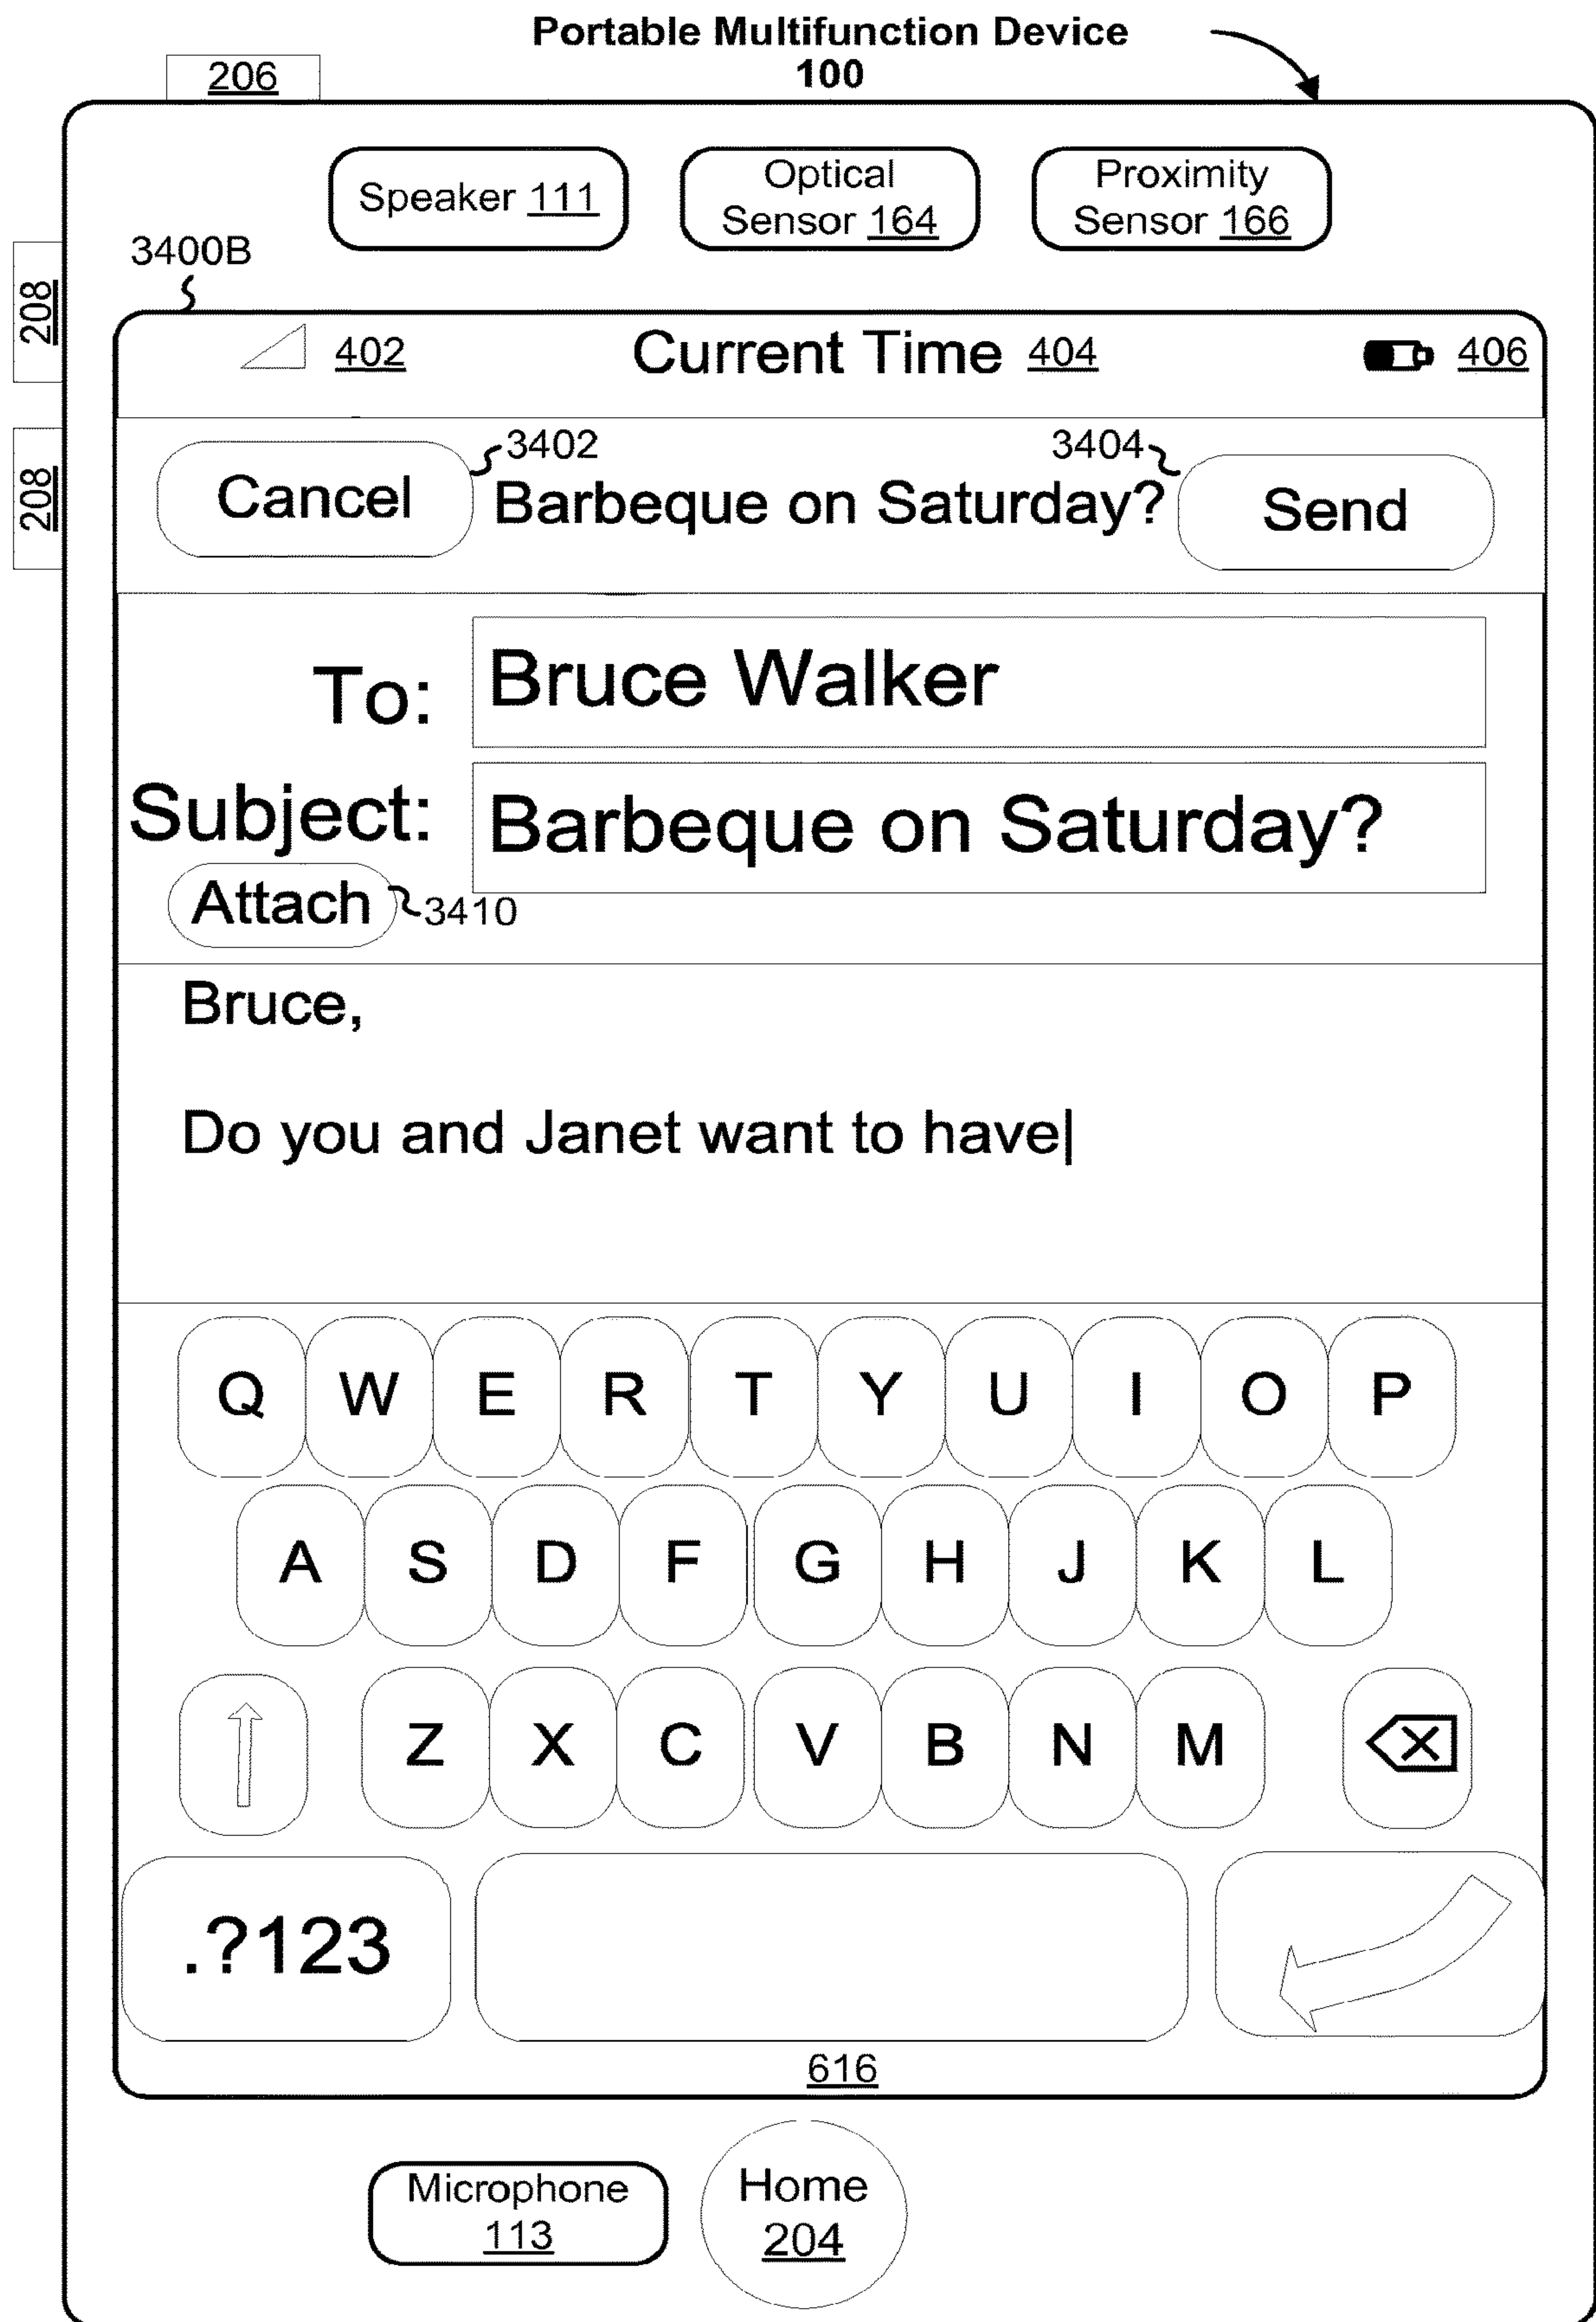 Portable Multifunction Device
100
206
Speaker 111
Optical
Sensor 164
Proximity
Sensor 166
3400B
208
208
402
Current Time 404
406
Cancel
3402
Barbeque on Saturday?
3404
Send
To:
Bruce Walker
Subject:
Barbeque on Saturday?
Attach
3410
Bruce,
Do you and Janet want to have
Q W E R T Y U I O P
A S D F G H J K L
Z X C V B N M
.?123
616
Microphone
113
Home
204